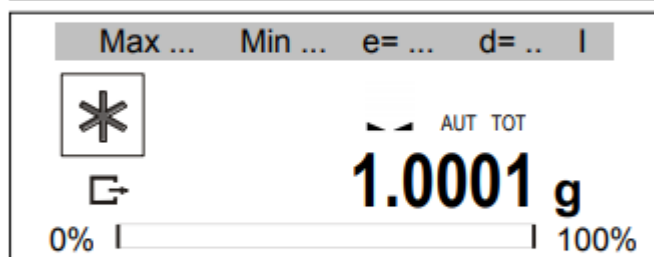 Max ... Min ... e= ... d= .. I
AUT TOT
1.0001 g
0% 100%